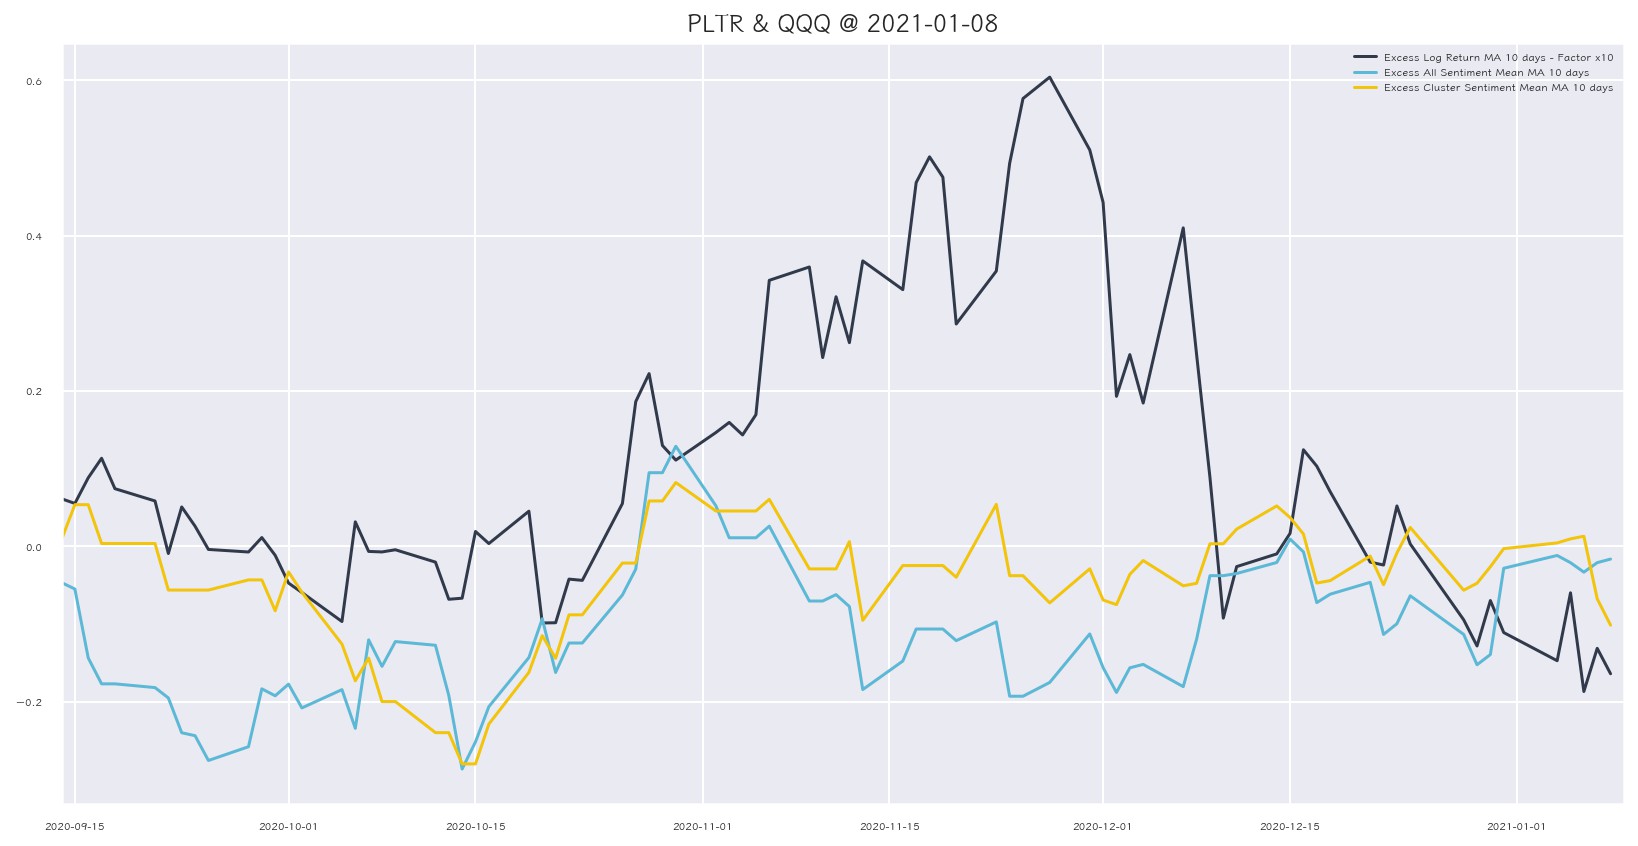 PLTR & QQQ @ 2021-01-08
Excess Log Return MA 10 days - Factor x10
Excess All Sentiment Mean MA 10 days
Excess Cluster Sentiment Mean MA 10 days
0.6
0.4
0.2
0.0
−0.2
2020-09-15 2020-10-01 2020-10-15 2020-11-01 2020-11-15 2020-12-01 2020-12-15 2021-01-01